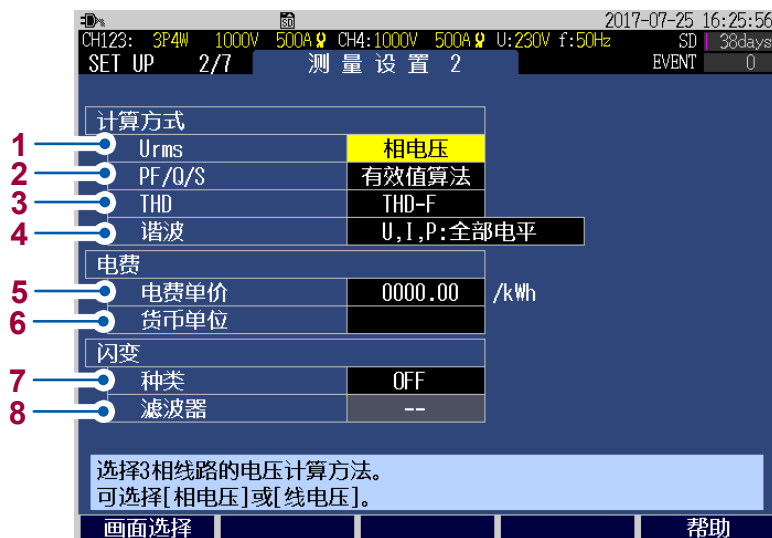 SD 2017-07-25 16:25:56
CH123: 3P4W 1000V 500A CH4:1000V 500A U:230V f:50Hz SD 38days
SET UP 2/7 测量设置 2 EVENT 0
计算方式
1 Urms 相电压
2 PF/Q/S 有效值算法
3 THD THD-F
4 谐波 U,I,P:全部电平
电费
5 电费单价 0000.00 /kWh
6 货币单位
闪变
7 种类 OFF
8 滤波器 --
选择3相线路的电压计算方法。
可选择[相电压]或[线电压]。
画面选择 帮助